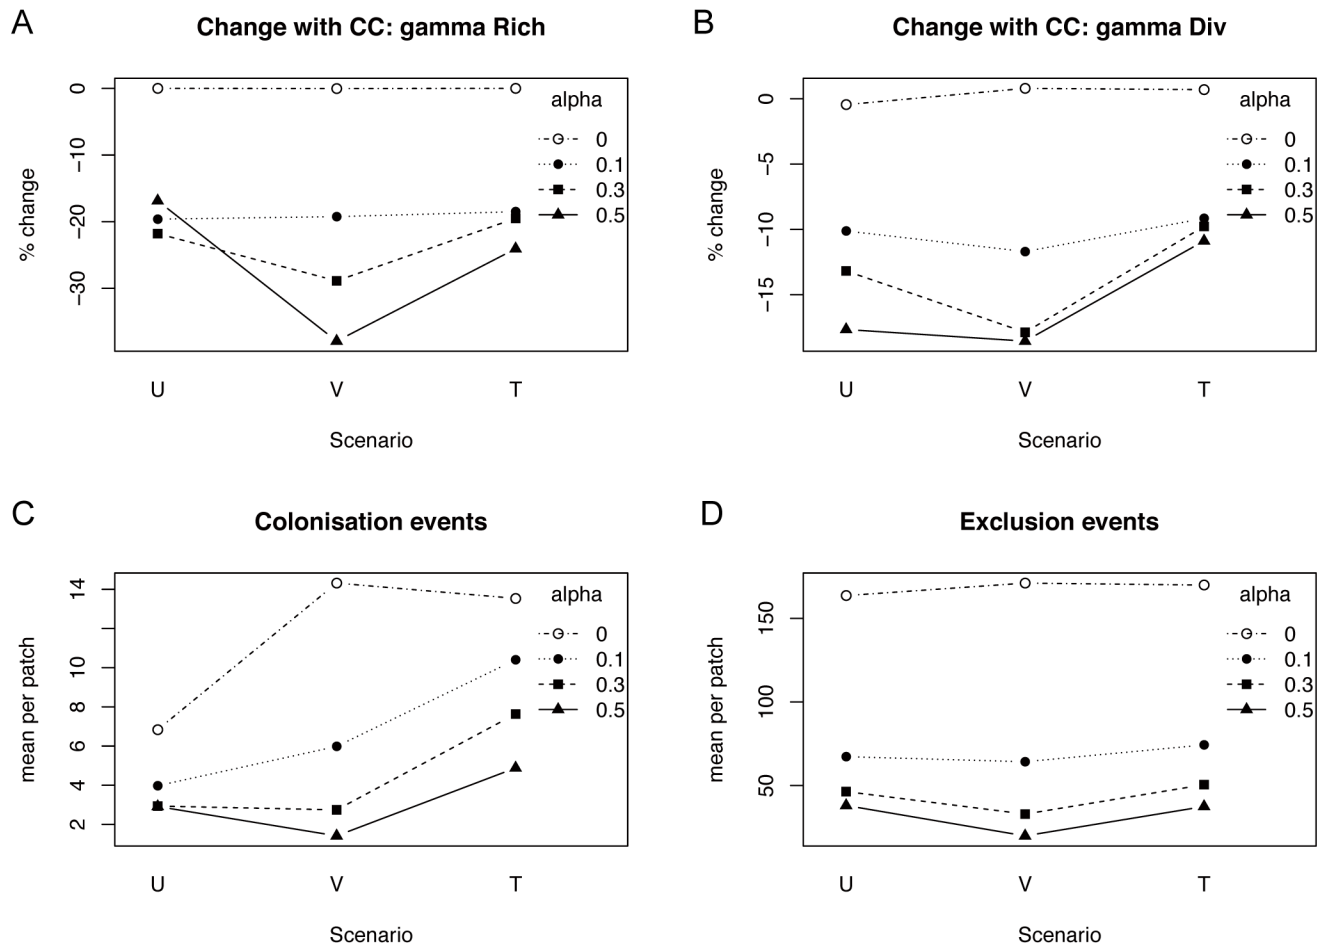 A
Change with CC: gamma Rich
% change
0
−10
−20
−30
alpha
0
0.1
0.3
0.5
U V T
Scenario
B
Change with CC: gamma Div
% change
0
−5
−10
−15
alpha
0
0.1
0.3
0.5
U V T
Scenario
C
Colonisation events
mean per patch
14
10
8
6
4
2
alpha
0
0.1
0.3
0.5
U V T
Scenario
D
Exclusion events
mean per patch
150
100
50
alpha
0
0.1
0.3
0.5
U V T
Scenario